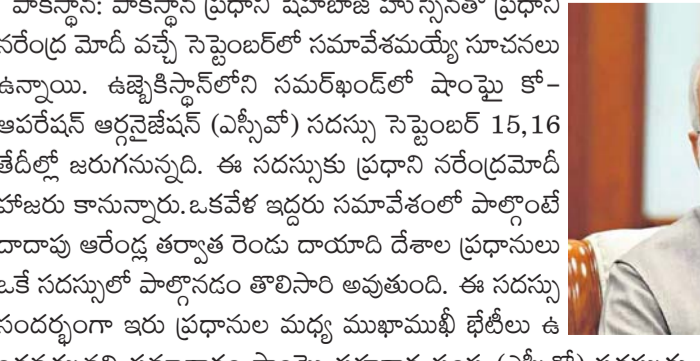 పాకిస్థాన్: పాకిస్థాన్ ప్రధాని షెహబాజ్ హుస్సేన్‌తో ప్రధాని
నరేంద్ర మోదీ వచ్చే సెప్టెంబర్‌లో సమావేశమయ్యే సూచనలు
ఉన్నాయి. ఉజ్బెకిస్థాన్‌లోని సమర్‌ఖండ్‌లో షాంఘై కో-
ఆపరేషన్ ఆర్గనైజేషన్ (ఎస్సీవో) సదస్సు సెప్టెంబర్ 15,16
తేదీల్లో జరుగనున్నది. ఈ సదస్సుకు ప్రధాని నరేంద్రమోదీ
హాజరు కానున్నారు.ఒకవేళ ఇద్దరు సమావేశంలో పాల్గొంటే
దాదాపు ఆరేండ్ల తర్వాత రెండు దాయాది దేశాల ప్రధానులు
ఒకే సదస్సులో పాల్గొనడం తొలిసారి అవుతుంది. ఈ సదస్సు
సందర్భంగా ఇరు ప్రధానుల మధ్య ముఖాముఖీ భేటీలు ఉ